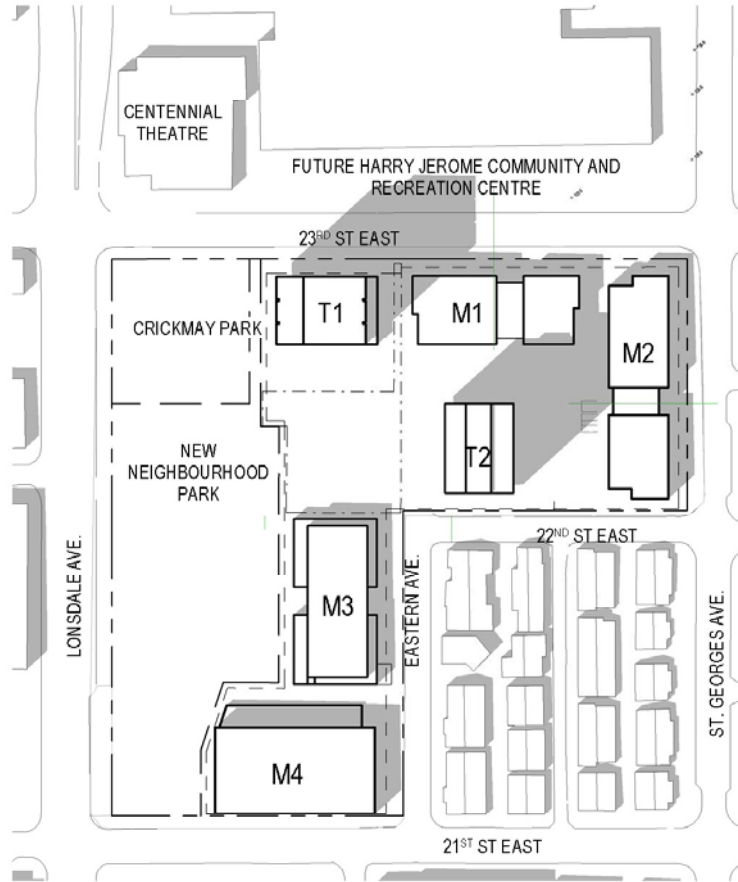 CENTENNIAL
THEATRE
FUTURE HARRY JEROME COMMUNITY AND
RECREATION CENTRE
23RD ST EAST
T1
M1
CRICKMAY PARK
M2
NEW
NEIGHBOURHOOD
PARK
T2
22ND ST EAST
LONSDALE AVE.
M3
EASTERN AVE.
ST. GEORGES AVE.
M4
21ST ST EAST